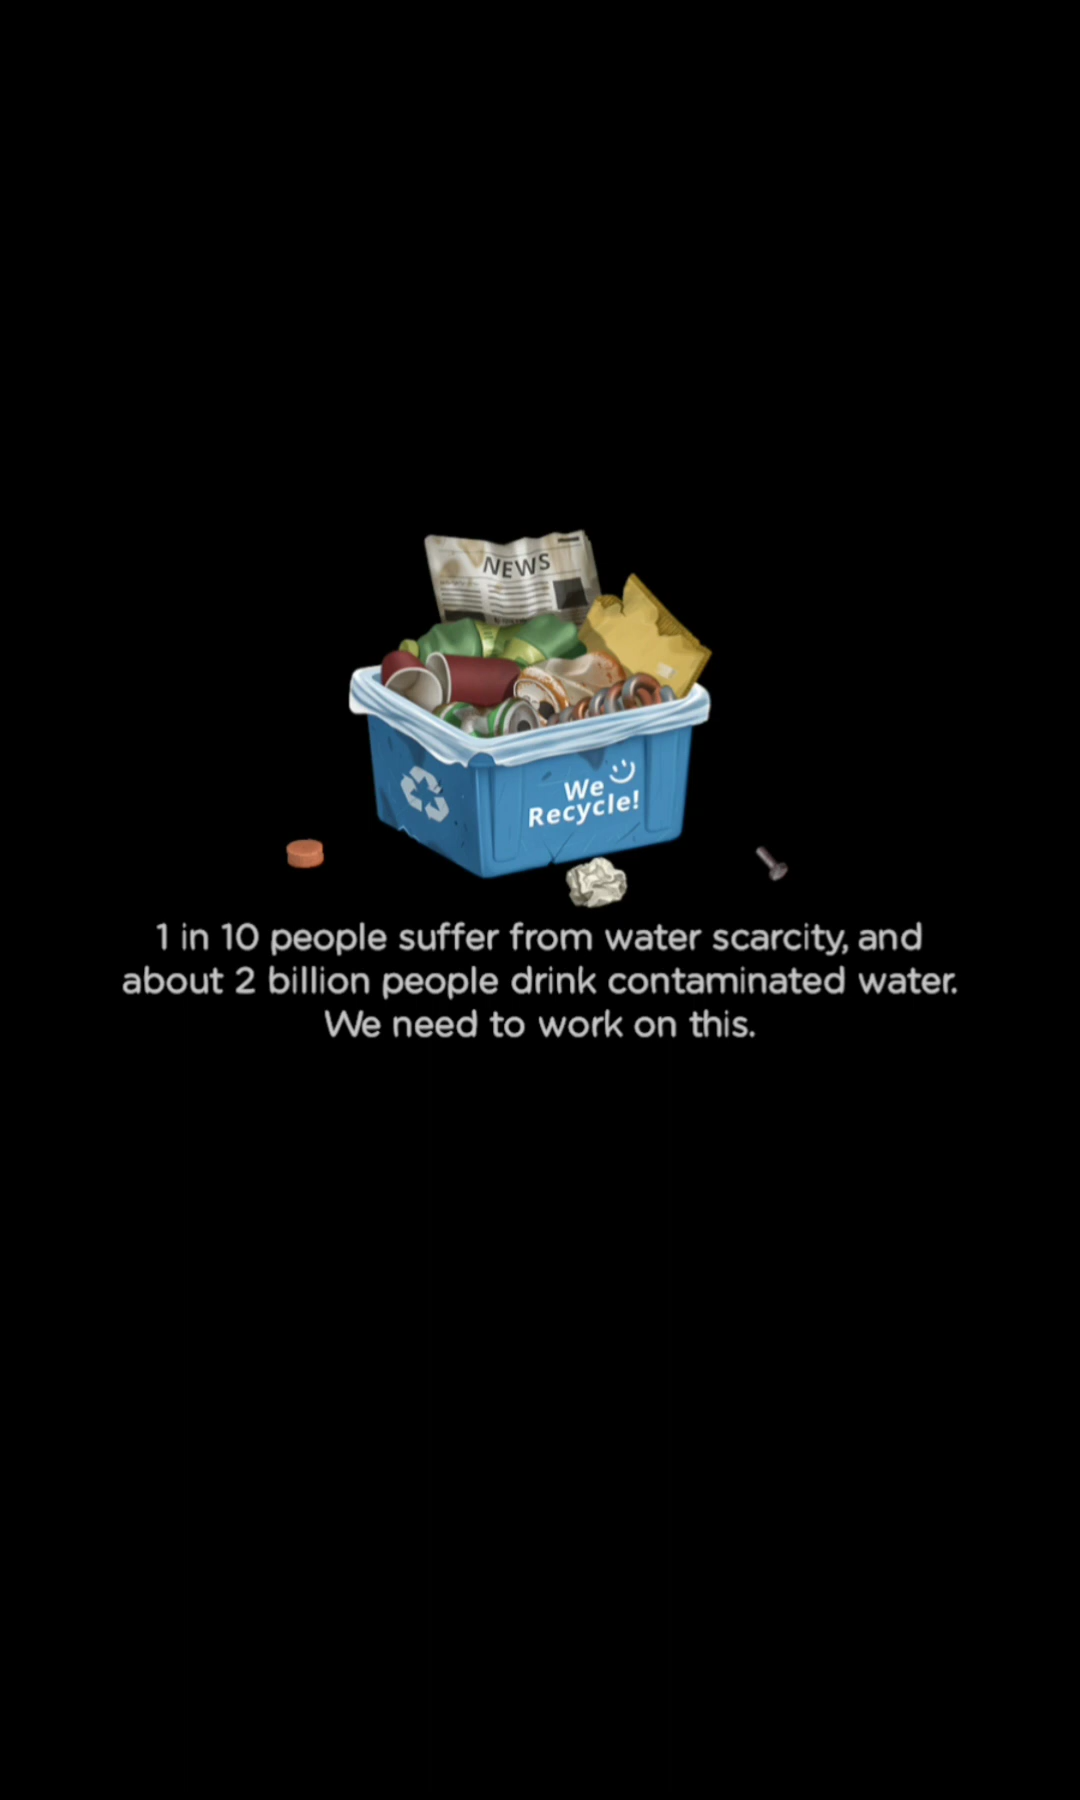 NEWS
We
Recycle!
1 in 10 people suffer from water scarcity, and
about 2 billion people drink contaminated water.
We need to work on this.